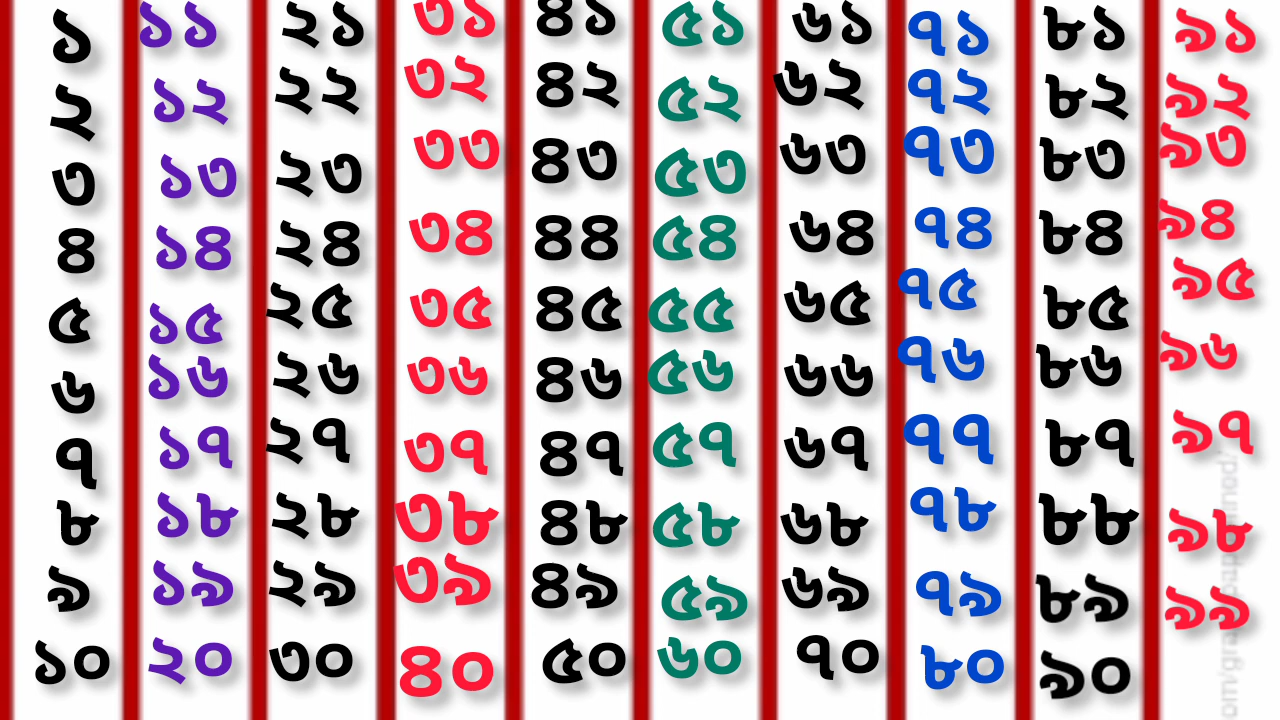 ১ ১১ ২১ ৩১ ৪১ ৫১ ৬১ ৭১ ৮১ ৯১
২ ১২ ২২ ৩২ ৪২ ৫২ ৬২ ৭২ ৮২ ৯২
৩ ১৩ ২৩ ৩৩ ৪৩ ৫৩ ৬৩ ৭৩ ৮৩ ৯৩
৪ ১৪ ২৪ ৩৪ ৪৪ ৫৪ ৬৪ ৭৪ ৮৪ ৯৪
৫ ১৫ ২৫ ৩৫ ৪৫ ৫৫ ৬৫ ৭৫ ৮৫ ৯৫
৬ ১৬ ২৬ ৩৬ ৪৬ ৫৬ ৬৬ ৭৬ ৮৬ ৯৬
৭ ১৭ ২৭ ৩৭ ৪৭ ৫৭ ৬৭ ৭৭ ৮৭ ৯৭
৮ ১৮ ২৮ ৩৮ ৪৮ ৫৮ ৬৮ ৭৮ ৮৮ ৯৮
৯ ১৯ ২৯ ৩৯ ৪৯ ৫৯ ৬৯ ৭৯ ৮৯ ৯৯
১০ ২০ ৩০ ৪০ ৫০ ৬০ ৭০ ৮০ ৯০